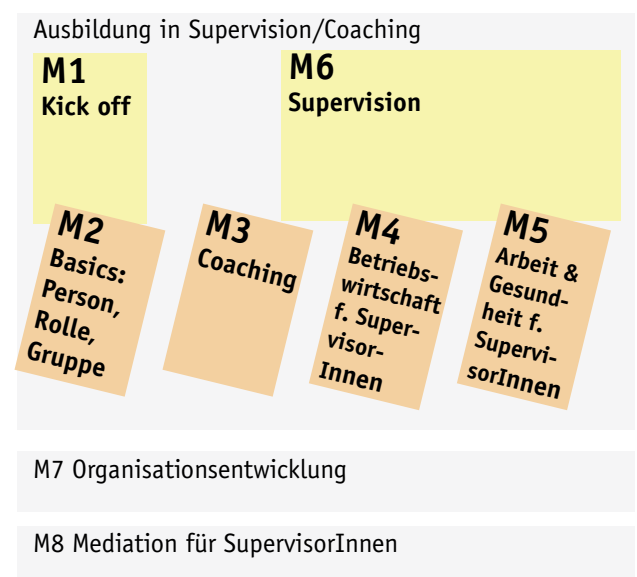 Ausbildung in Supervision/Coaching
M1
Kick off
M6
Supervision
M2
Basics:
Person,
Rolle,
Gruppe
M3
Coaching
M4
Betriebs-
wirtschaft
f. Super-
visor-
Innen
M5
Arbeit &
Gesund-
heit f.
Supervi-
sorInnen
M7 Organisationsentwicklung
M8 Mediation für SupervisorInnen